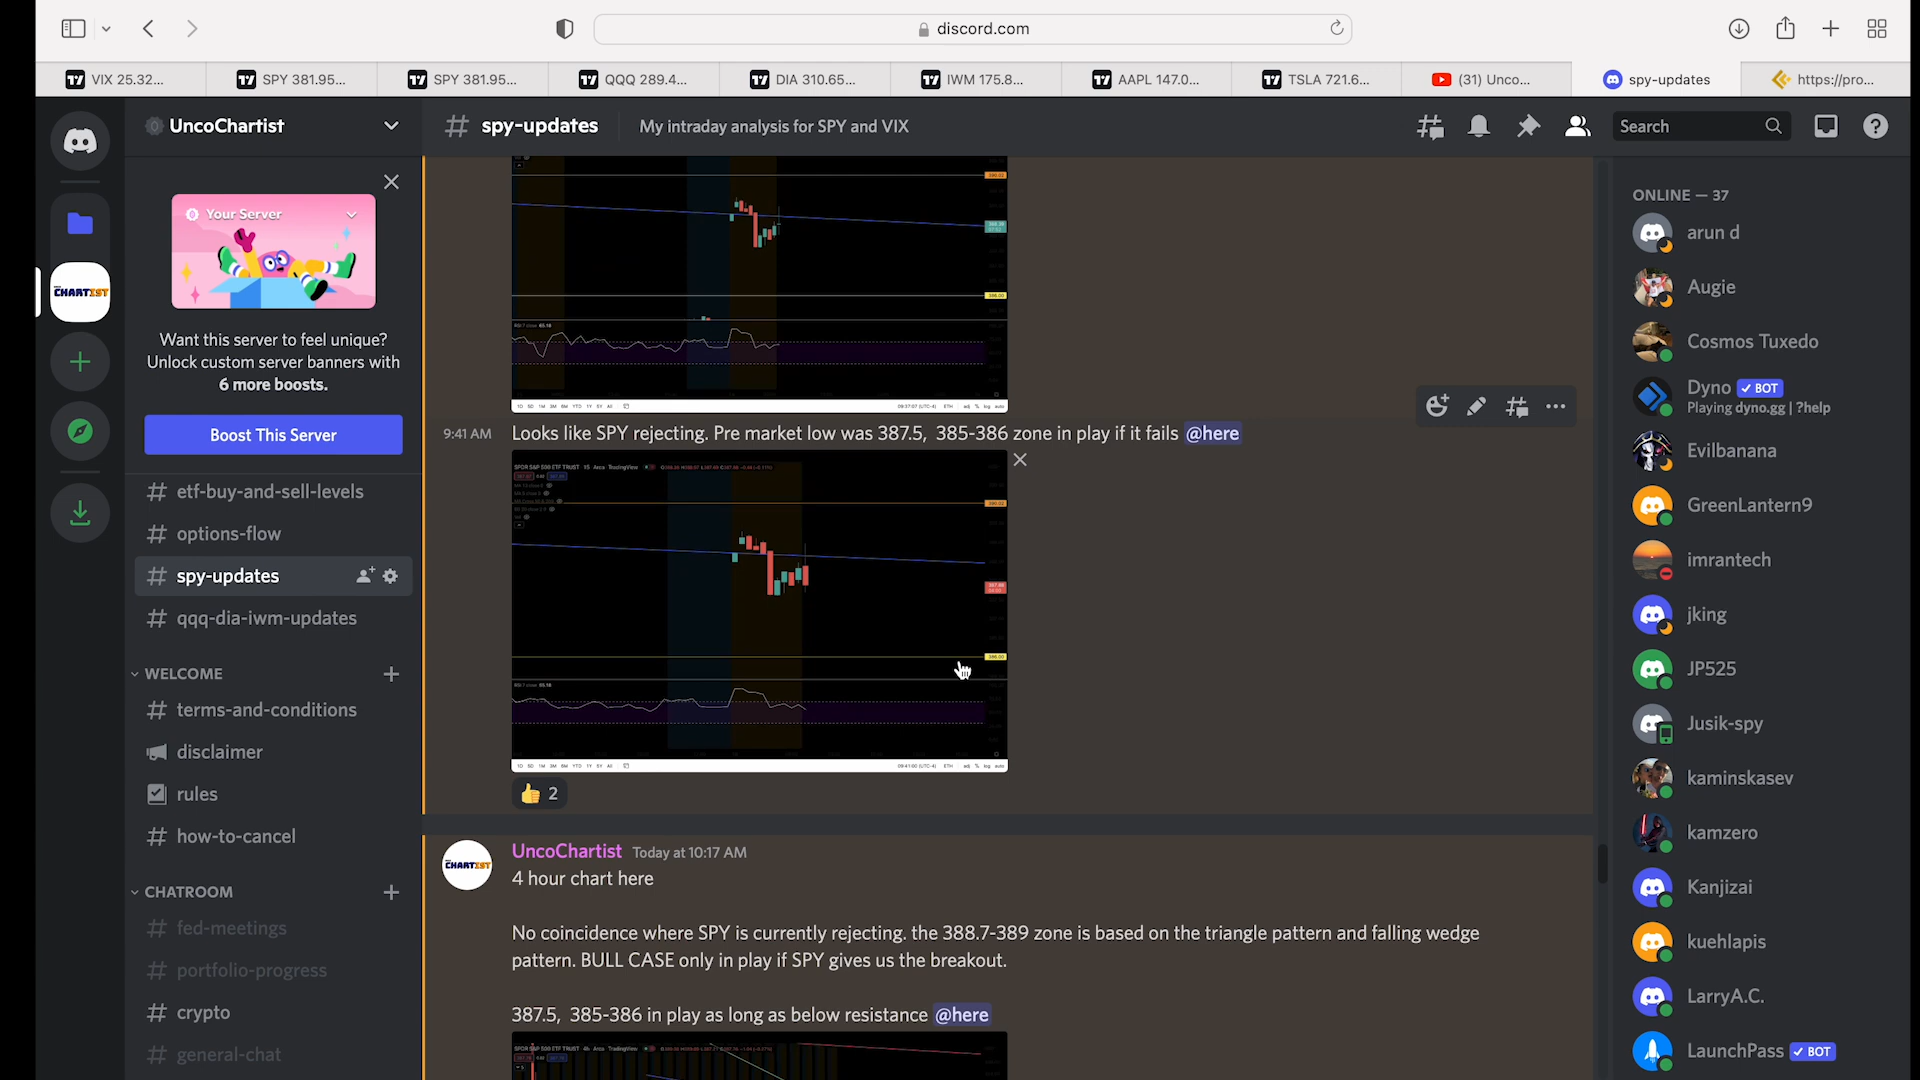 discord.com
VIX 25.32...
SPY 381.95...
SPY 381.95...
QQQ 289.4...
DIA 310.65...
IWM 175.8...
AAPL 147.0...
TSLA 721.6...
(31) Unco...
spy-updates
https://pro...
UncoChartist
spy-updates
My intraday analysis for SPY and VIX
Search
Your Server
Want this server to feel unique?
Unlock custom server banners with
6 more boosts.
Boost This Server
CHARTIST
etf-buy-and-sell-levels
options-flow
spy-updates
qqq-dia-iwm-updates
WELCOME
terms-and-conditions
disclaimer
rules
how-to-cancel
CHATROOM
fed-meetings
portfolio-progress
crypto
general-chat
390.02
386.00
9:41 AM Looks like SPY rejecting. Pre market low was 387.5, 385-386 zone in play if it fails @here
390.02
386.00
👍 2
CHARTIST
UncoChartist Today at 10:17 AM
4 hour chart here
No coincidence where SPY is currently rejecting. the 388.7-389 zone is based on the triangle pattern and falling wedge
pattern. BULL CASE only in play if SPY gives us the breakout.
387.5, 385-386 in play as long as below resistance @here
ONLINE — 37
arun d
Augie
Cosmos Tuxedo
Dyno ✓ BOT
Playing dyno.gg | ?help
Evilbanana
GreenLantern9
imrantech
jking
JP525
Jusik-spy
kaminskasev
kamzero
Kanjizai
kuehlapis
LarryA.C.
LaunchPass ✓ BOT